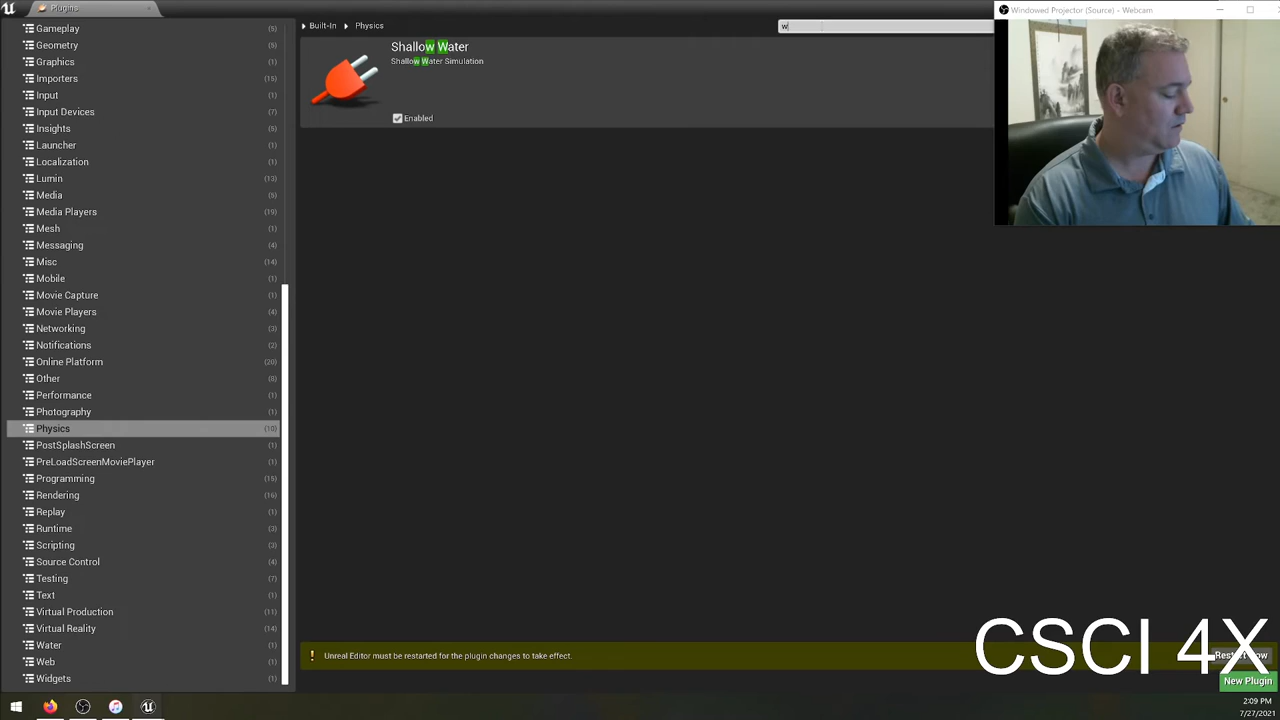 Plugins
Built-In Physics
w
Windowed Projector (Source) - Webcam
Gameplay (5)
Geometry (5)
Graphics (1)
Importers (15)
Input (1)
Input Devices (7)
Insights (5)
Launcher (1)
Localization (1)
Lumin (13)
Media (5)
Media Players (19)
Mesh (1)
Messaging (4)
Misc (14)
Mobile (1)
Movie Capture (1)
Movie Players (4)
Networking (3)
Notifications (2)
Online Platform (20)
Other (8)
Performance (1)
Photography (1)
Physics (10)
PostSplashScreen (1)
PreLoadScreenMoviePlayer (1)
Programming (15)
Rendering (16)
Replay (1)
Runtime (3)
Scripting (3)
Source Control (4)
Testing (7)
Text (1)
Virtual Production (11)
Virtual Reality (14)
Water (1)
Web (1)
Widgets (1)
Shallow Water
Shallow Water Simulation
Enabled
Unreal Editor must be restarted for the plugin changes to take effect.
CSCI 4X
New Plugin
2:09 PM
7/27/2021